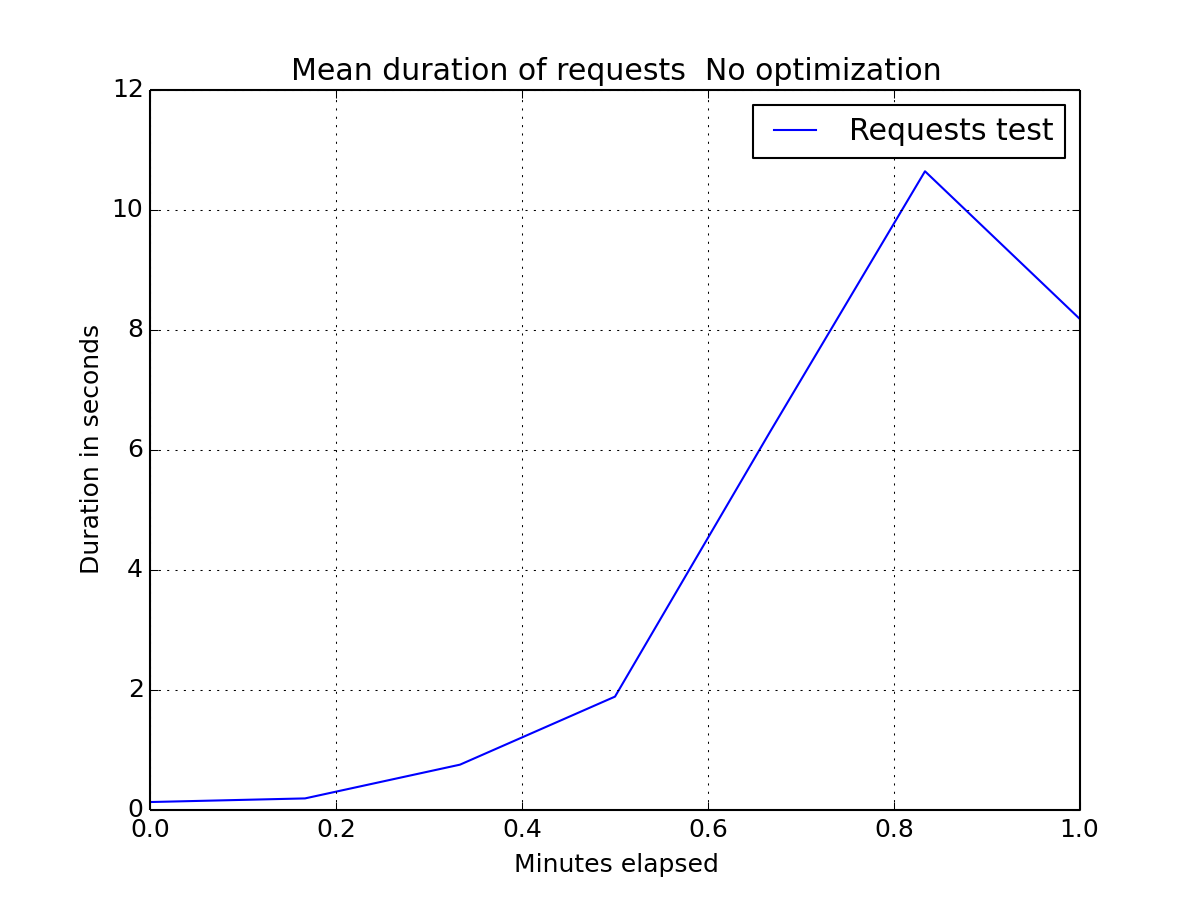 Mean duration of requests  No optimization
Requests test
12
10
8
6
4
2
0
Duration in seconds
0.0 0.2 0.4 0.6 0.8 1.0
Minutes elapsed